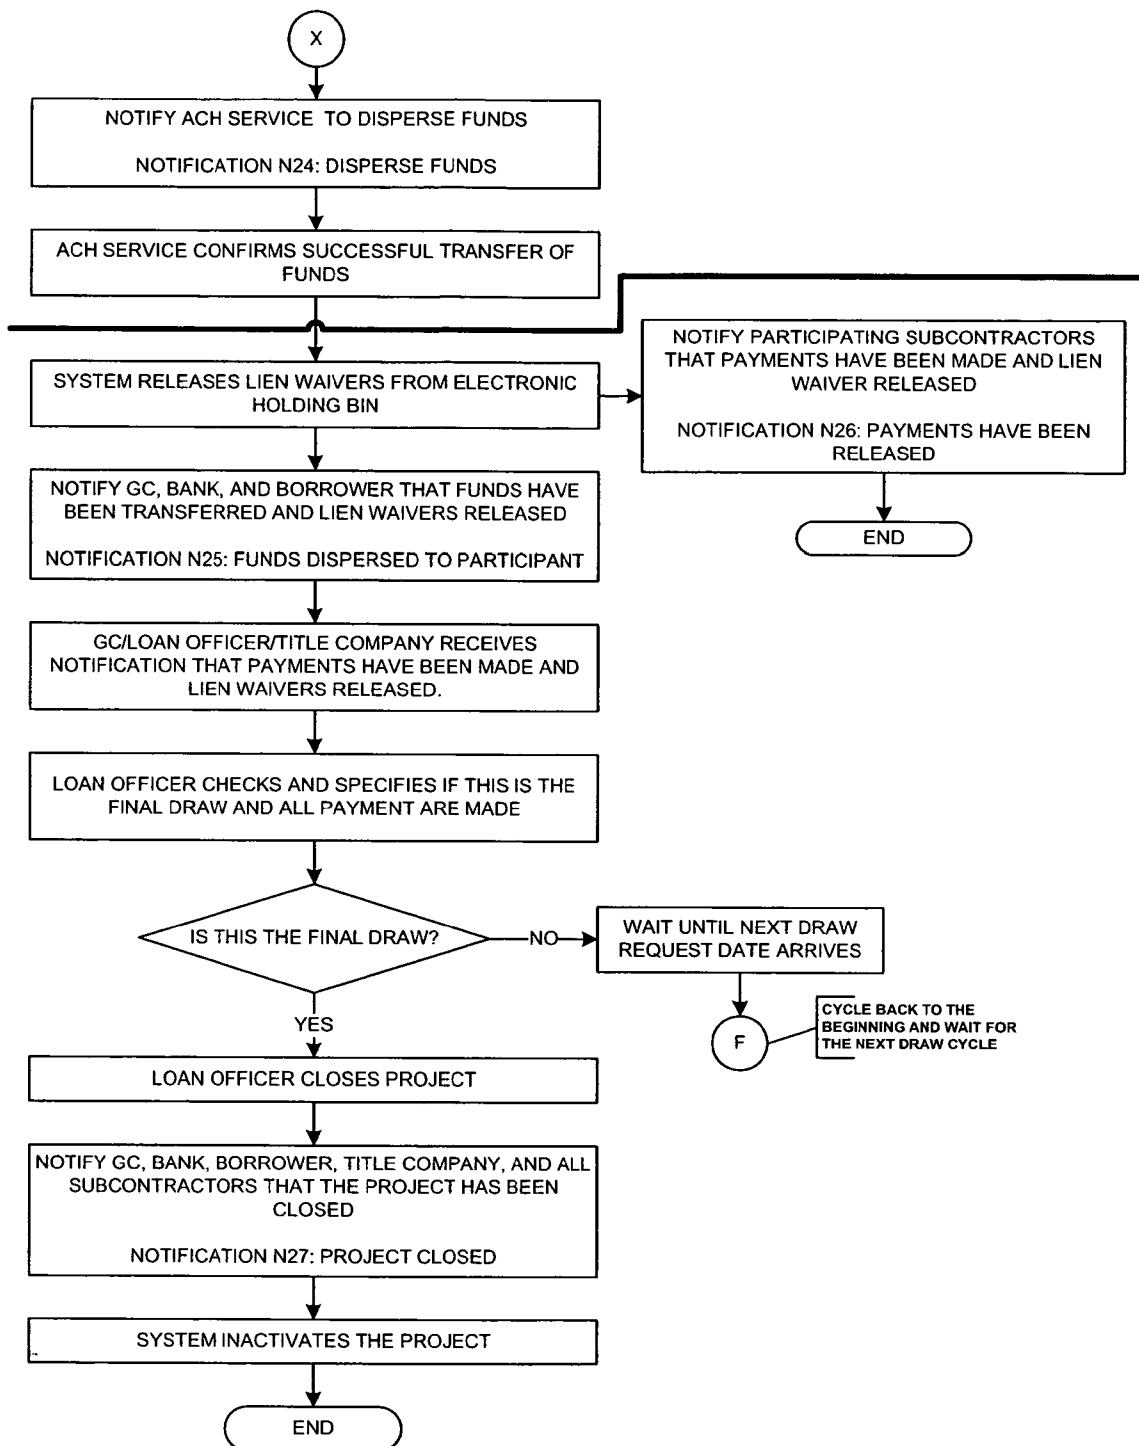 X
NOTIFY ACH SERVICE TO DISPERSE FUNDS
NOTIFICATION N24: DISPERSE FUNDS
ACH SERVICE CONFIRMS SUCCESSFUL TRANSFER OF
FUNDS
SYSTEM RELEASES LIEN WAIVERS FROM ELECTRONIC
HOLDING BIN
NOTIFY PARTICIPATING SUBCONTRACTORS
THAT PAYMENTS HAVE BEEN MADE AND LIEN
WAIVER RELEASED
NOTIFICATION N26: PAYMENTS HAVE BEEN
RELEASED
END
NOTIFY GC, BANK, AND BORROWER THAT FUNDS HAVE
BEEN TRANSFERRED AND LIEN WAIVERS RELEASED
NOTIFICATION N25: FUNDS DISPERSED TO PARTICIPANT
GC/LOAN OFFICER/TITLE COMPANY RECEIVES
NOTIFICATION THAT PAYMENTS HAVE BEEN MADE AND
LIEN WAIVERS RELEASED.
LOAN OFFICER CHECKS AND SPECIFIES IF THIS IS THE
FINAL DRAW AND ALL PAYMENT ARE MADE
IS THIS THE FINAL DRAW?
NO
WAIT UNTIL NEXT DRAW
REQUEST DATE ARRIVES
F
CYCLE BACK TO THE
BEGINNING AND WAIT FOR
THE NEXT DRAW CYCLE
YES
LOAN OFFICER CLOSES PROJECT
NOTIFY GC, BANK, BORROWER, TITLE COMPANY, AND ALL
SUBCONTRACTORS THAT THE PROJECT HAS BEEN
CLOSED
NOTIFICATION N27: PROJECT CLOSED
SYSTEM INACTIVATES THE PROJECT
END